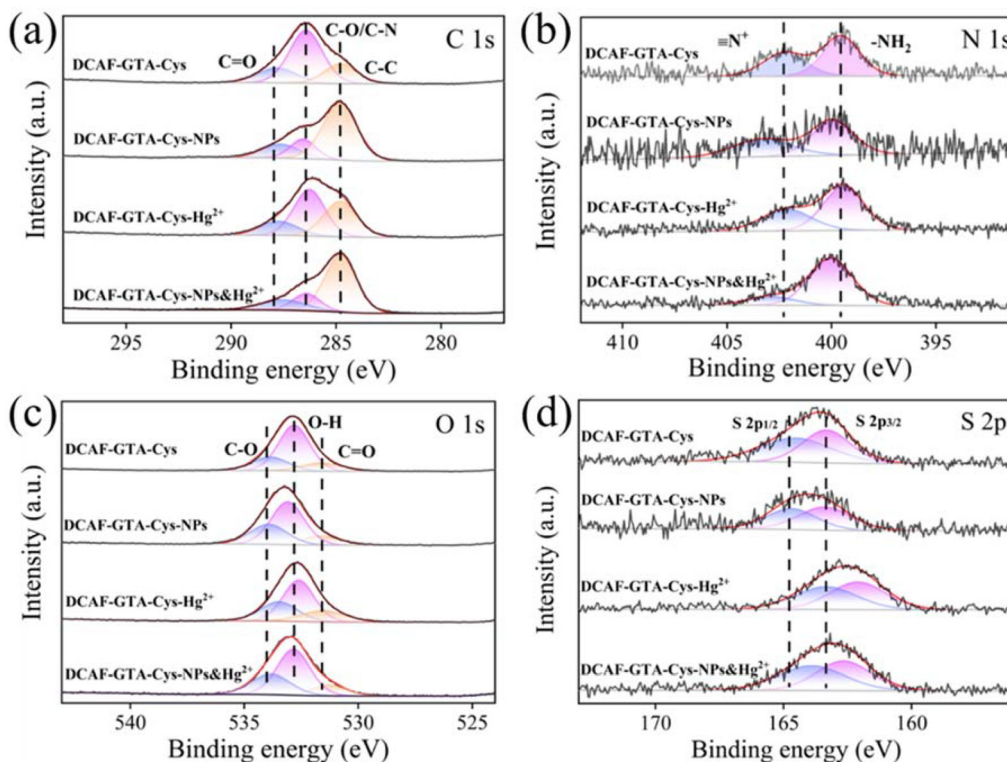 (a)
C 1s
DCAF-GTA-Cys
C=O
C-O/C-N
C-C
DCAF-GTA-Cys-NPs
DCAF-GTA-Cys-Hg²⁺
DCAF-GTA-Cys-NPs&Hg²⁺
Intensity (a.u.)
295 290 285 280
Binding energy (eV)
(b)
N 1s
DCAF-GTA-Cys
≡N⁺
-NH₂
DCAF-GTA-Cys-NPs
DCAF-GTA-Cys-Hg²⁺
DCAF-GTA-Cys-NPs&Hg²⁺
Intensity (a.u.)
410 405 400 395
Binding energy (eV)
(c)
O 1s
DCAF-GTA-Cys
C-O
O-H
C=O
DCAF-GTA-Cys-NPs
DCAF-GTA-Cys-Hg²⁺
DCAF-GTA-Cys-NPs&Hg²⁺
Intensity (a.u.)
540 535 530 525
Binding energy (eV)
(d)
S 2p
DCAF-GTA-Cys
S 2p₁/₂
S 2p₃/₂
DCAF-GTA-Cys-NPs
DCAF-GTA-Cys-Hg²⁺
DCAF-GTA-Cys-NPs&Hg²⁺
Intensity (a.u.)
170 165 160
Binding energy (eV)